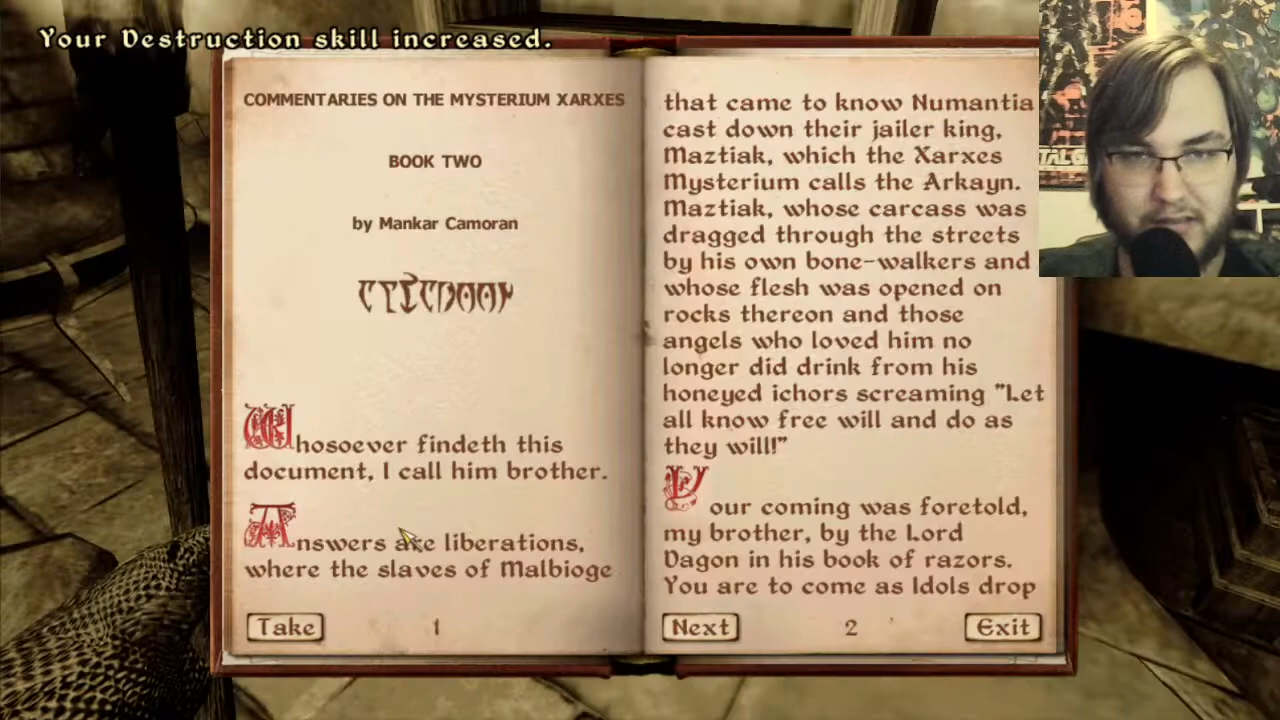 Your Destruction skill increased.
COMMENTARIES ON THE MYSTERIUM XARXES
BOOK TWO
by Mankar Camoran
Whosoever findeth this
document, I call him brother.
Answers are liberations,
where the slaves of Malbioge
Take
1
that came to know Numantia
cast down their jailer king,
Maztiak, which the Xarxes
Mysterium calls the Arkayn.
Maztiak, whose carcass was
dragged through the streets
by his own bone-walkers and
whose flesh was opened on
rocks thereon and those
angels who loved him no
longer did drink from his
honeyed ichors screaming "Let
all know free will and do as
they will!"
Your coming was foretold,
my brother, by the Lord
Dagon in his book of razors.
You are to come as Idols drop
Next
2
Exit